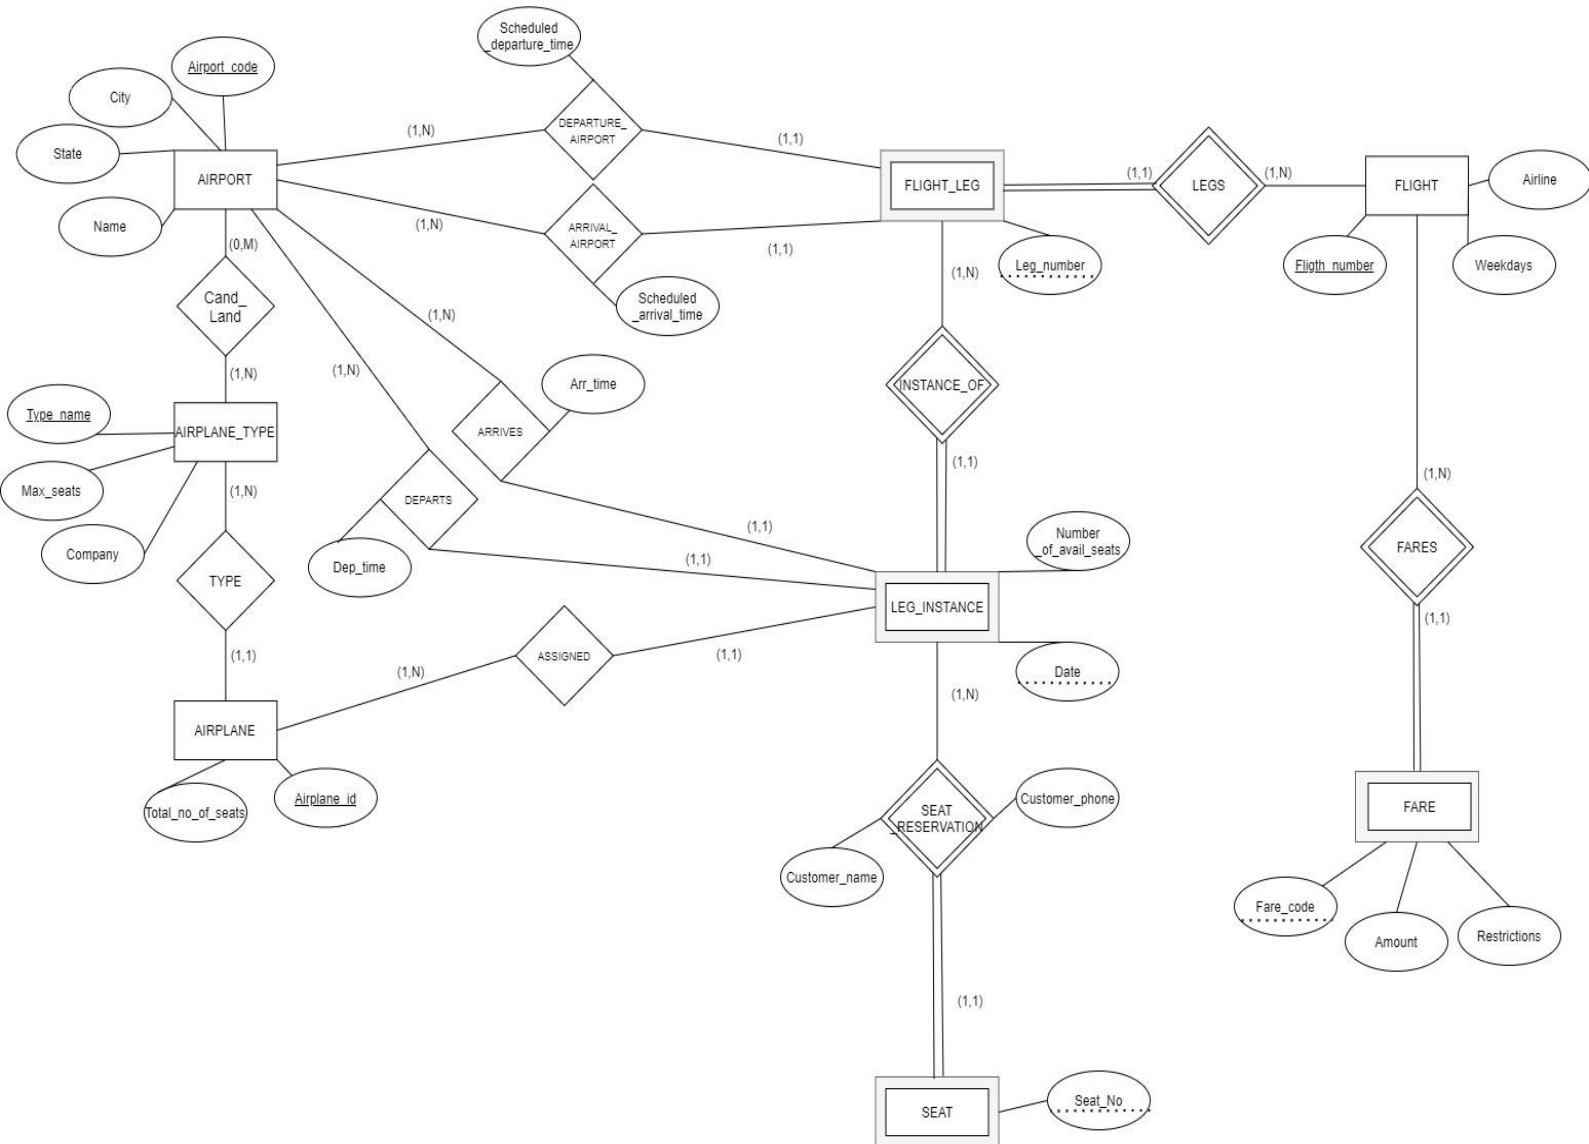 Scheduled
_departure_time
Airport_code
City
State
Name
AIRPORT
(1,N)
DEPARTURE_
AIRPORT
(1,1)
FLIGHT_LEG
(1,1)
LEGS
(1,N)
FLIGHT
Airline
(1,N)
ARRIVAL_
AIRPORT
(1,1)
Scheduled
_arrival_time
Leg_number
Fligth_number
Weekdays
(0,M)
Cand_
Land
(1,N)
(1,N)
(1,N)
(1,N)
Arr_time
INSTANCE_OF
Type_name
AIRPLANE_TYPE
Max_seats
Company
(1,N)
ARRIVES
(1,1)
DEPARTS
(1,1)
Dep_time
(1,1)
(1,N)
FARES
(1,1)
Number
_of_avail_seats
TYPE
LEG_INSTANCE
Date
(1,1)
(1,N)
ASSIGNED
(1,1)
(1,N)
AIRPLANE
Total_no_of_seats
Airplane_id
SEAT
_RESERVATION
Customer_phone
Customer_name
FARE
Fare_code
Amount
Restrictions
(1,1)
SEAT
Seat_No